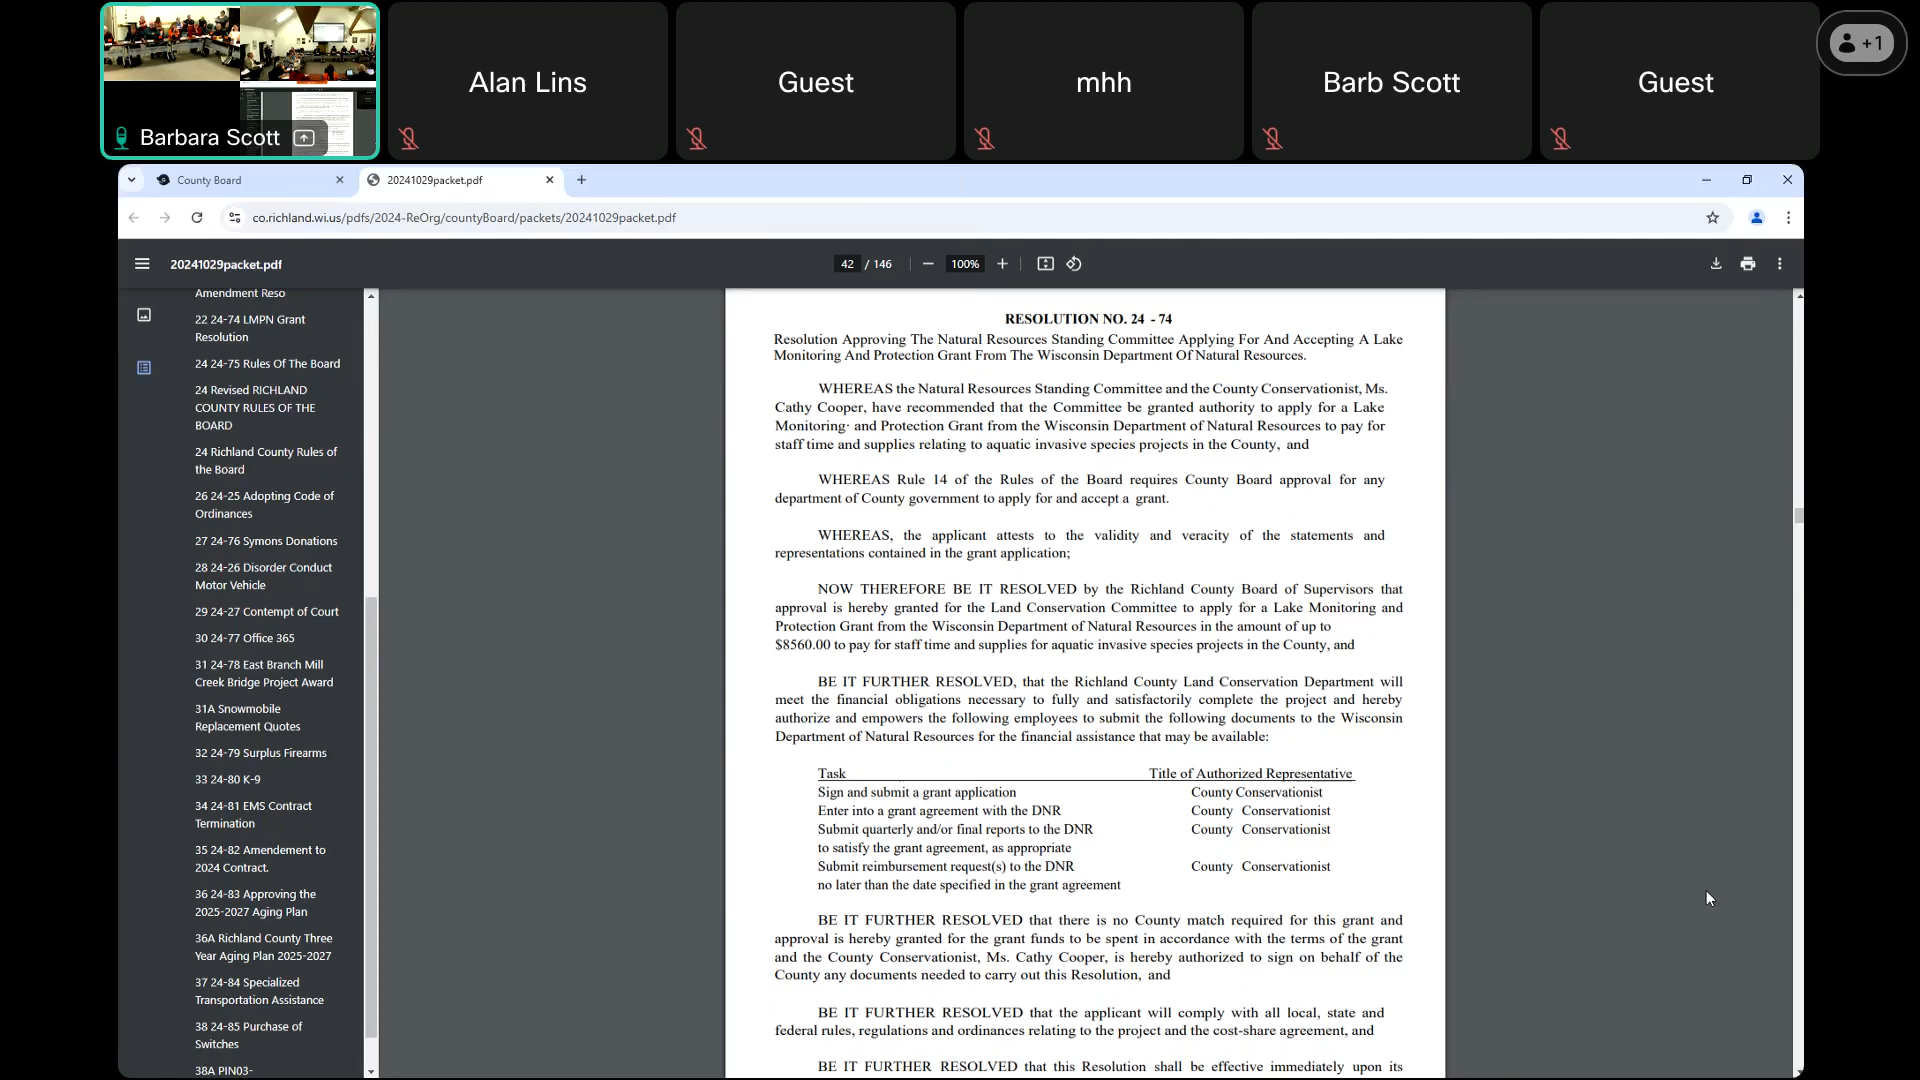 Barbara Scott
Alan Lins
Guest
mhh
Barb Scott
Guest
+1
County Board
20241029packet.pdf
co.richland.wi.us/pdfs/2024-ReOrg/countyBoard/packets/20241029packet.pdf
20241029packet.pdf
42 / 146
100%
Amendment Reso
22 24-74 LMPN Grant
Resolution
24 24-75 Rules Of The Board
24 Revised RICHLAND
COUNTY RULES OF THE
BOARD
24 Richland County Rules of
the Board
26 24-25 Adopting Code of
Ordinances
27 24-76 Symons Donations
28 24-26 Disorder Conduct
Motor Vehicle
29 24-27 Contempt of Court
30 24-77 Office 365
31 24-78 East Branch Mill
Creek Bridge Project Award
31A Snowmobile
Replacement Quotes
32 24-79 Surplus Firearms
33 24-80 K-9
34 24-81 EMS Contract
Termination
35 24-82 Amendement to
2024 Contract.
36 24-83 Approving the
2025-2027 Aging Plan
36A Richland County Three
Year Aging Plan 2025-2027
37 24-84 Specialized
Transportation Assistance
38 24-85 Purchase of
Switches
38A PIN03-
RESOLUTION NO. 24 - 74
Resolution Approving The Natural Resources Standing Committee Applying For And Accepting A Lake
Monitoring And Protection Grant From The Wisconsin Department Of Natural Resources.
WHEREAS the Natural Resources Standing Committee and the County Conservationist, Ms.
Cathy Cooper, have recommended that the Committee be granted authority to apply for a Lake
Monitoring· and Protection Grant from the Wisconsin Department of Natural Resources to pay for
staff time and supplies relating to aquatic invasive species projects in the County, and
WHEREAS Rule 14 of the Rules of the Board requires County Board approval for any
department of County government to apply for and accept a grant.
WHEREAS, the applicant attests to the validity and veracity of the statements and
representations contained in the grant application;
NOW THEREFORE BE IT RESOLVED by the Richland County Board of Supervisors that
approval is hereby granted for the Land Conservation Committee to apply for a Lake Monitoring and
Protection Grant from the Wisconsin Department of Natural Resources in the amount of up to
$8560.00 to pay for staff time and supplies for aquatic invasive species projects in the County, and
BE IT FURTHER RESOLVED, that the Richland County Land Conservation Department will
meet the financial obligations necessary to fully and satisfactorily complete the project and hereby
authorize and empowers the following employees to submit the following documents to the Wisconsin
Department of Natural Resources for the financial assistance that may be available:
Task Title of Authorized Representative
Sign and submit a grant application County Conservationist
Enter into a grant agreement with the DNR County Conservationist
Submit quarterly and/or final reports to the DNR County Conservationist
to satisfy the grant agreement, as appropriate
Submit reimbursement request(s) to the DNR County Conservationist
no later than the date specified in the grant agreement
BE IT FURTHER RESOLVED that there is no County match required for this grant and
approval is hereby granted for the grant funds to be spent in accordance with the terms of the grant
and the County Conservationist, Ms. Cathy Cooper, is hereby authorized to sign on behalf of the
County any documents needed to carry out this Resolution, and
BE IT FURTHER RESOLVED that the applicant will comply with all local, state and
federal rules, regulations and ordinances relating to the project and the cost-share agreement, and
BE IT FURTHER RESOLVED that this Resolution shall be effective immediately upon its